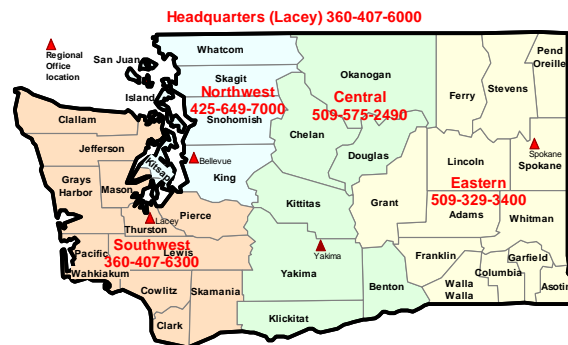 Headquarters (Lacey) 360-407-6000
Regional
Office
location
San Juan
Island
Whatcom
Skagit
Northwest
425-649-7000
Snohomish
Bellevue
King
Kitsap
Clallam
Jefferson
Grays
Harbor
Mason
Lacey
Thurston
Pierce
Southwest
360-407-6300
Pacific
Lewis
Wahkiakum
Cowlitz
Skamania
Clark
Okanogan
Central
509-575-2490
Chelan
Douglas
Kittitas
Yakima
Yakima
Klickitat
Benton
Ferry
Stevens
Pend
Oreille
Lincoln
Spokane
Spokane
Eastern
509-329-3400
Grant
Adams
Whitman
Franklin
Walla
Walla
Columbia
Garfield
Asotin